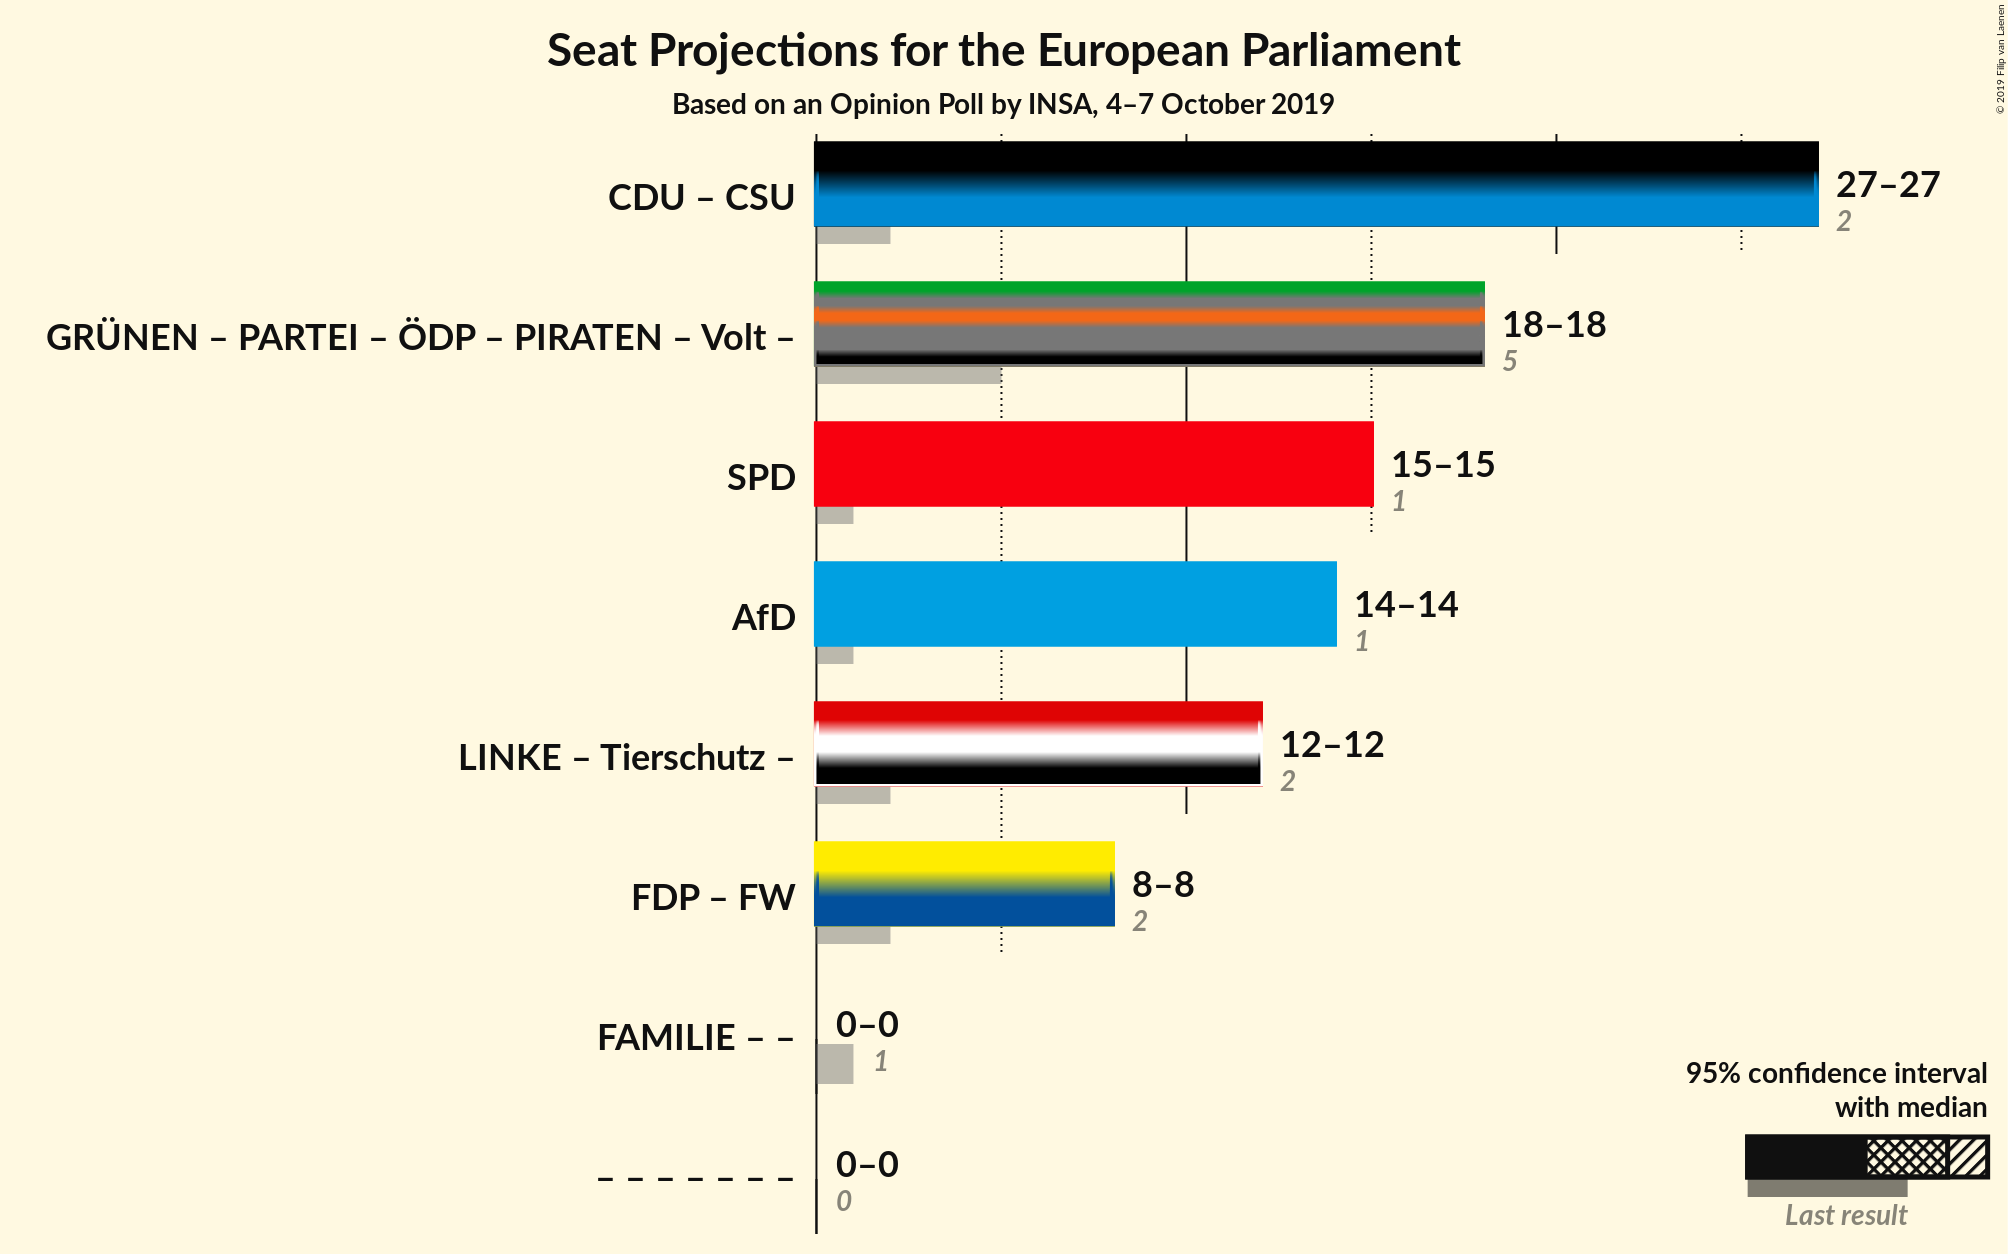 Seat Projections for the European Parliament
Based on an Opinion Poll by INSA, 4–7 October 2019
© 2019 Filip van Laenen
CDU – CSU
27–27
2
GRÜNEN – PARTEI – ÖDP – PIRATEN – Volt –
18–18
5
SPD
15–15
1
AfD
14–14
1
LINKE – Tierschutz –
12–12
2
FDP – FW
8–8
2
FAMILIE – –
0–0
1
– – – – – – –
0–0
0
95% confidence interval
with median
Last result